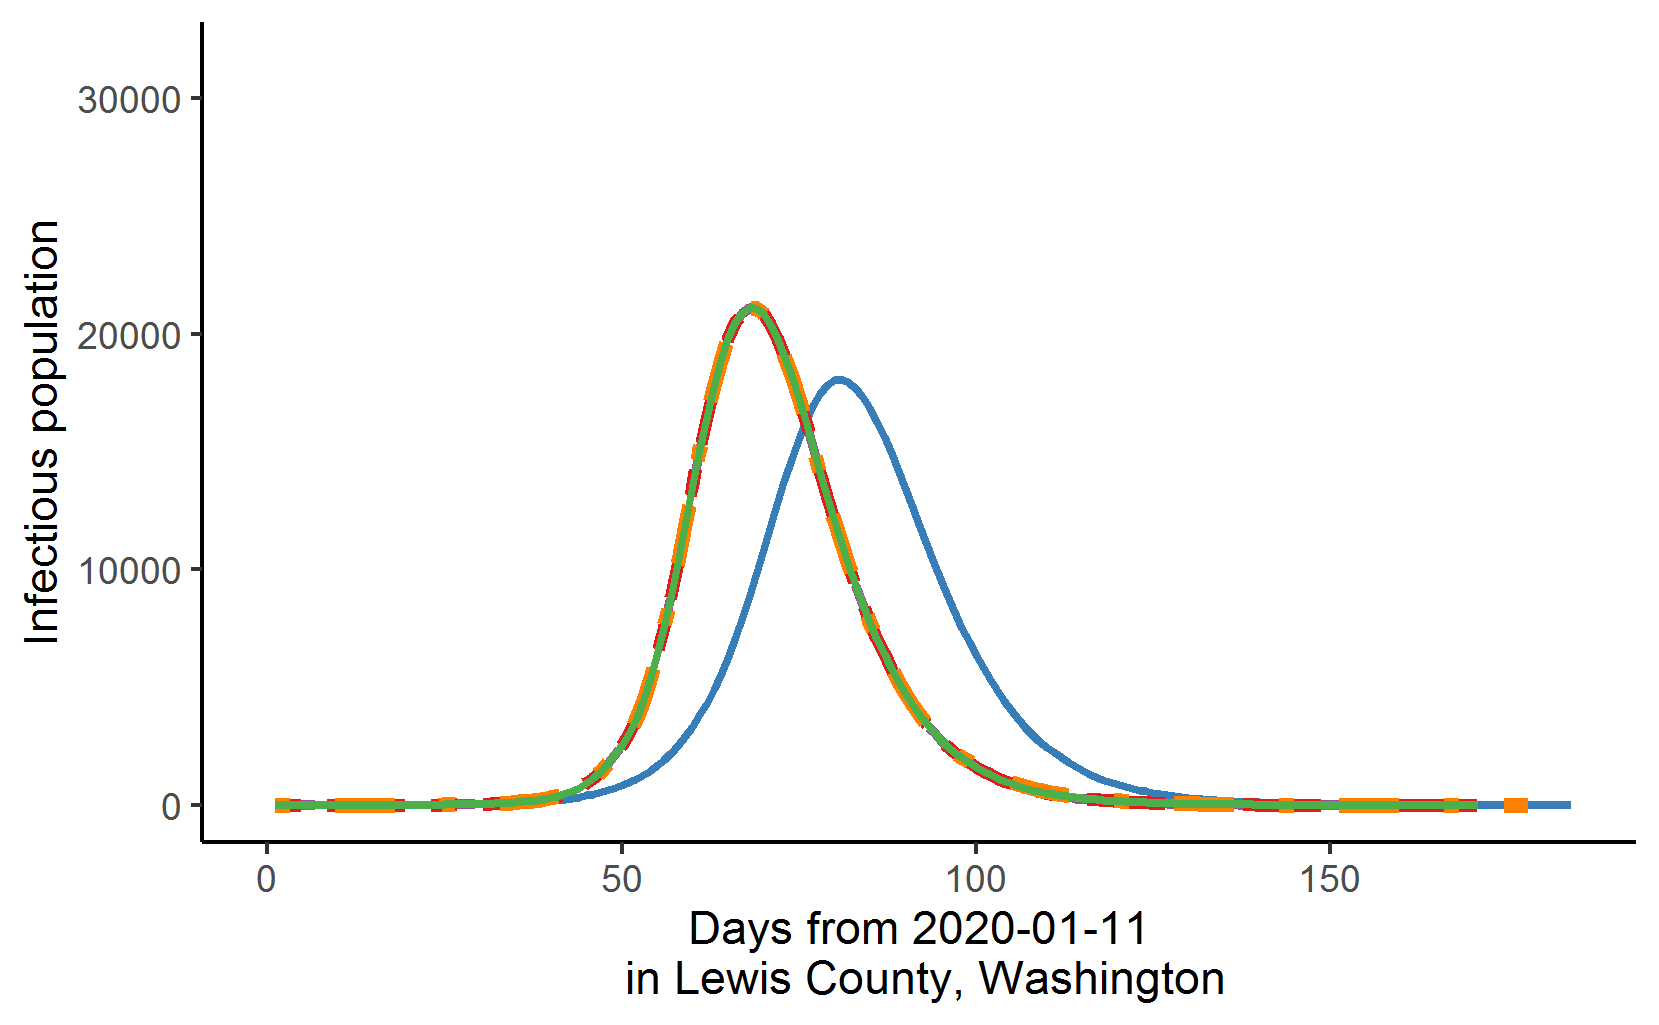 Infectious population
30000
20000
10000
0
0 50 100 150
Days from 2020-01-11
in Lewis County, Washington